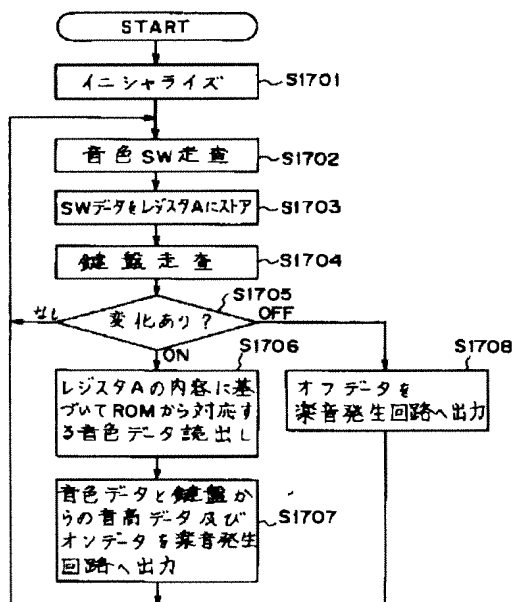 START
イニシャライズ
S1701
音色SW走査
S1702
SWデータをレジスタAにストア
S1703
鍵盤走査
S1704
S1705
変化あり?
なし
OFF
ON
S1706
レジスタAの内容に基
づいてROMから対応す
る音色データ読出し
S1708
オフデータを
楽音発生回路へ出力
音色データと鍵盤か
らの音高データ及び
オンデータを楽音発生
回路へ出力
S1707